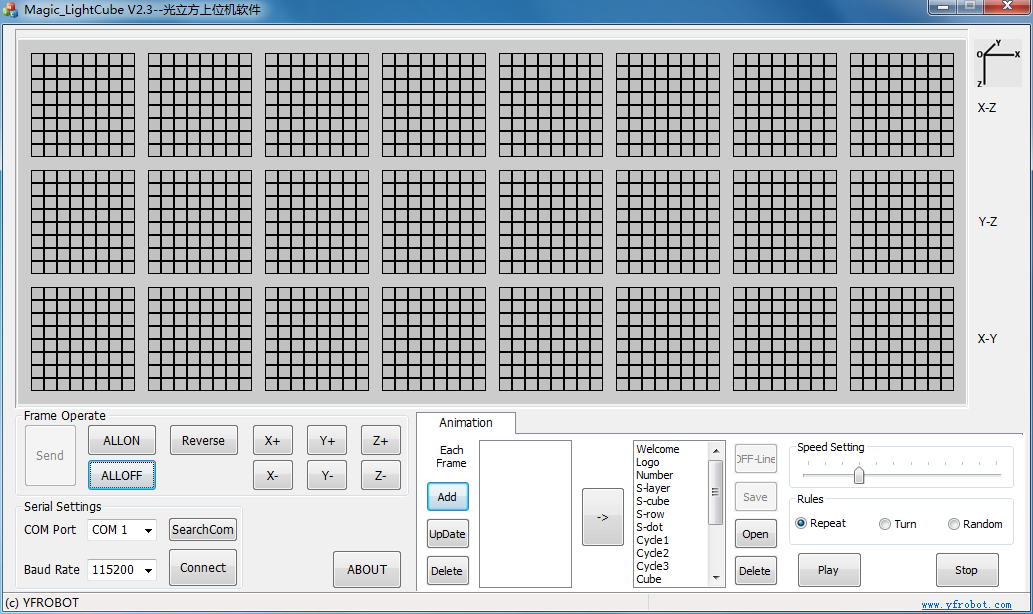 Magic_LightCube V2.3--光立方上位机软件
Y
O X
Z
X-Z
Y-Z
X-Y
Frame Operate
Send
ALLON
Reverse
X+
Y+
Z+
ALLOFF
X-
Y-
Z-
Serial Settings
COM Port
COM 1
SearchCom
Baud Rate
115200
Connect
ABOUT
Animation
Each
Frame
Add
UpDate
Delete
->
Welcome
Logo
Number
S-layer
S-cube
S-row
S-dot
Cycle1
Cycle2
Cycle3
Cube
OFF-Line
Save
Open
Delete
Speed Setting
Rules
Repeat
Turn
Random
Play
Stop
(c) YFROBOT
www.yfrobot.com